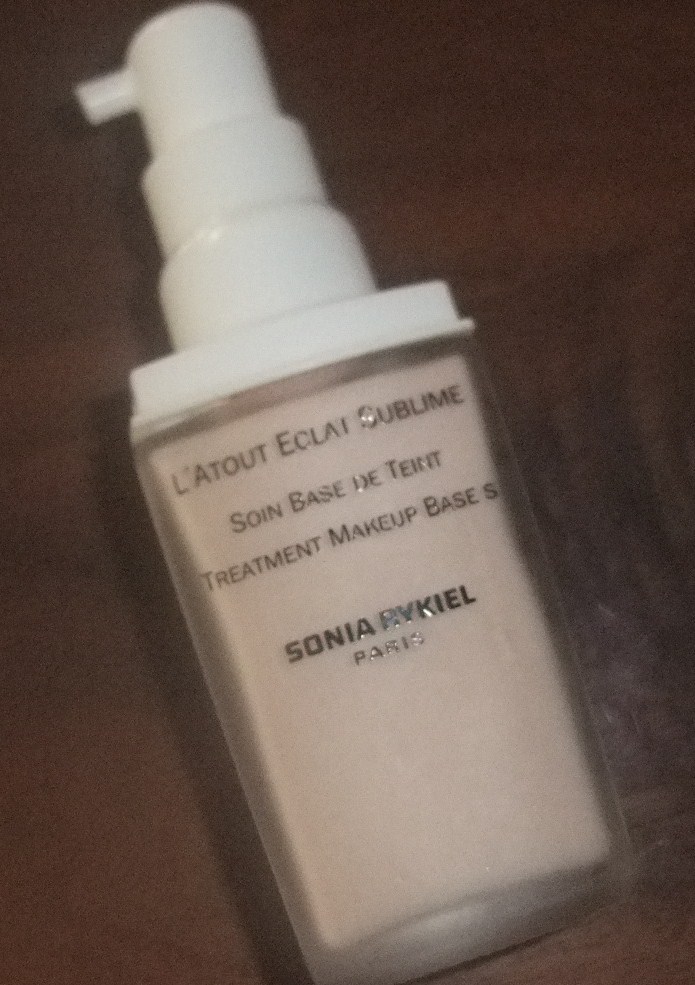 L'ATOUT ECLAT SUBLIME
SOIN BASE DE TEINT
TREATMENT MAKEUP BASE S
SONIA RYKIEL
PARIS